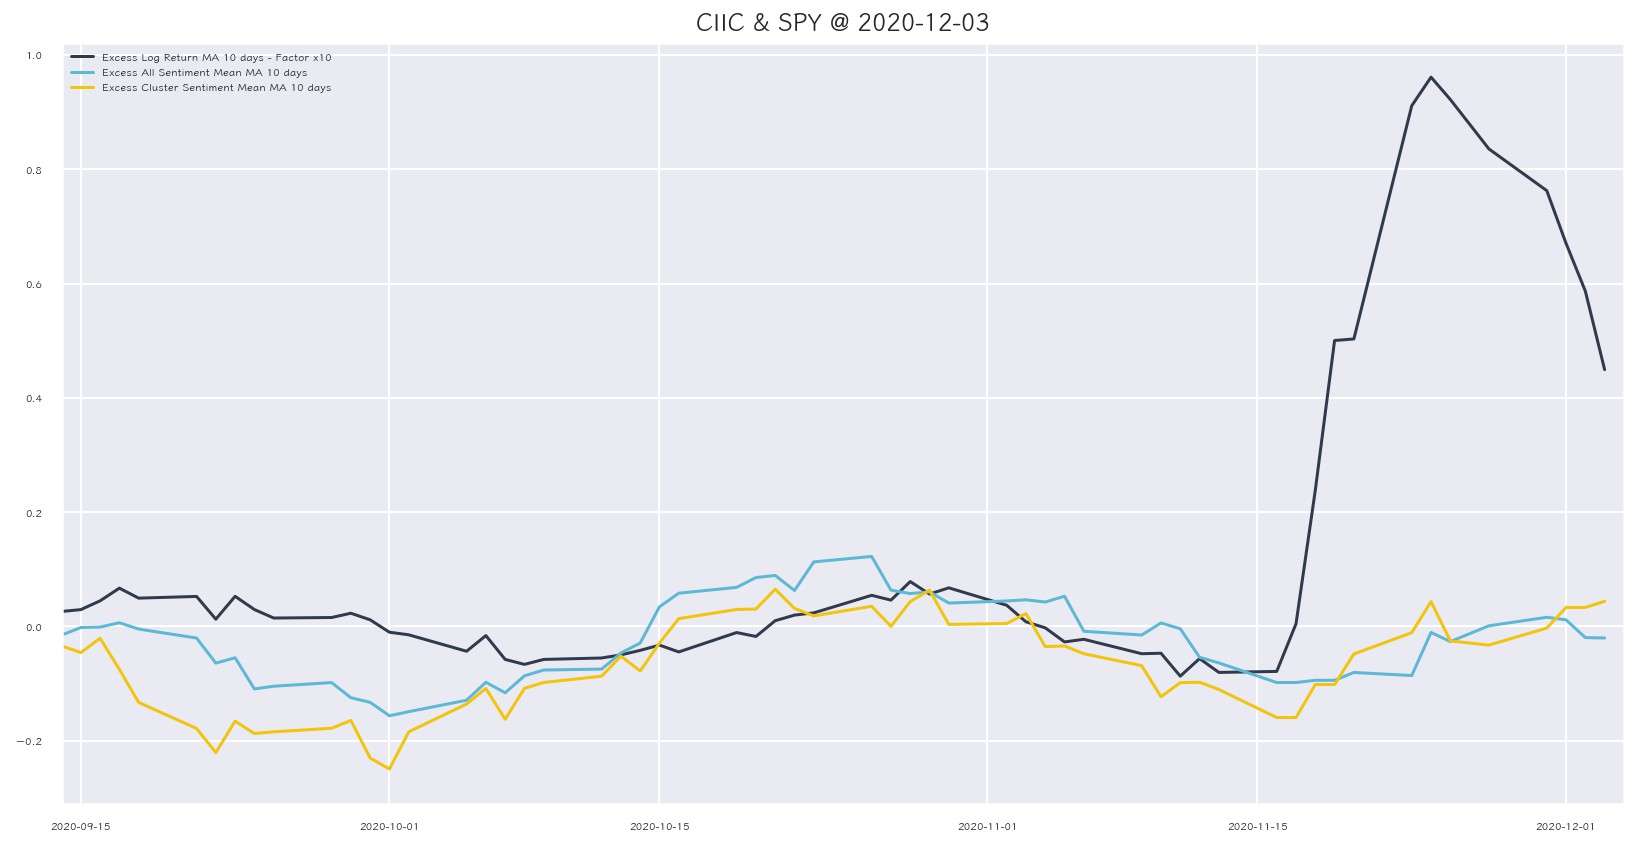 CIIC & SPY @ 2020-12-03
1.0
Excess Log Return MA 10 days - Factor x10
Excess All Sentiment Mean MA 10 days
Excess Cluster Sentiment Mean MA 10 days
0.8
0.6
0.4
0.2
0.0
−0.2
2020-09-15 2020-10-01 2020-10-15 2020-11-01 2020-11-15 2020-12-01